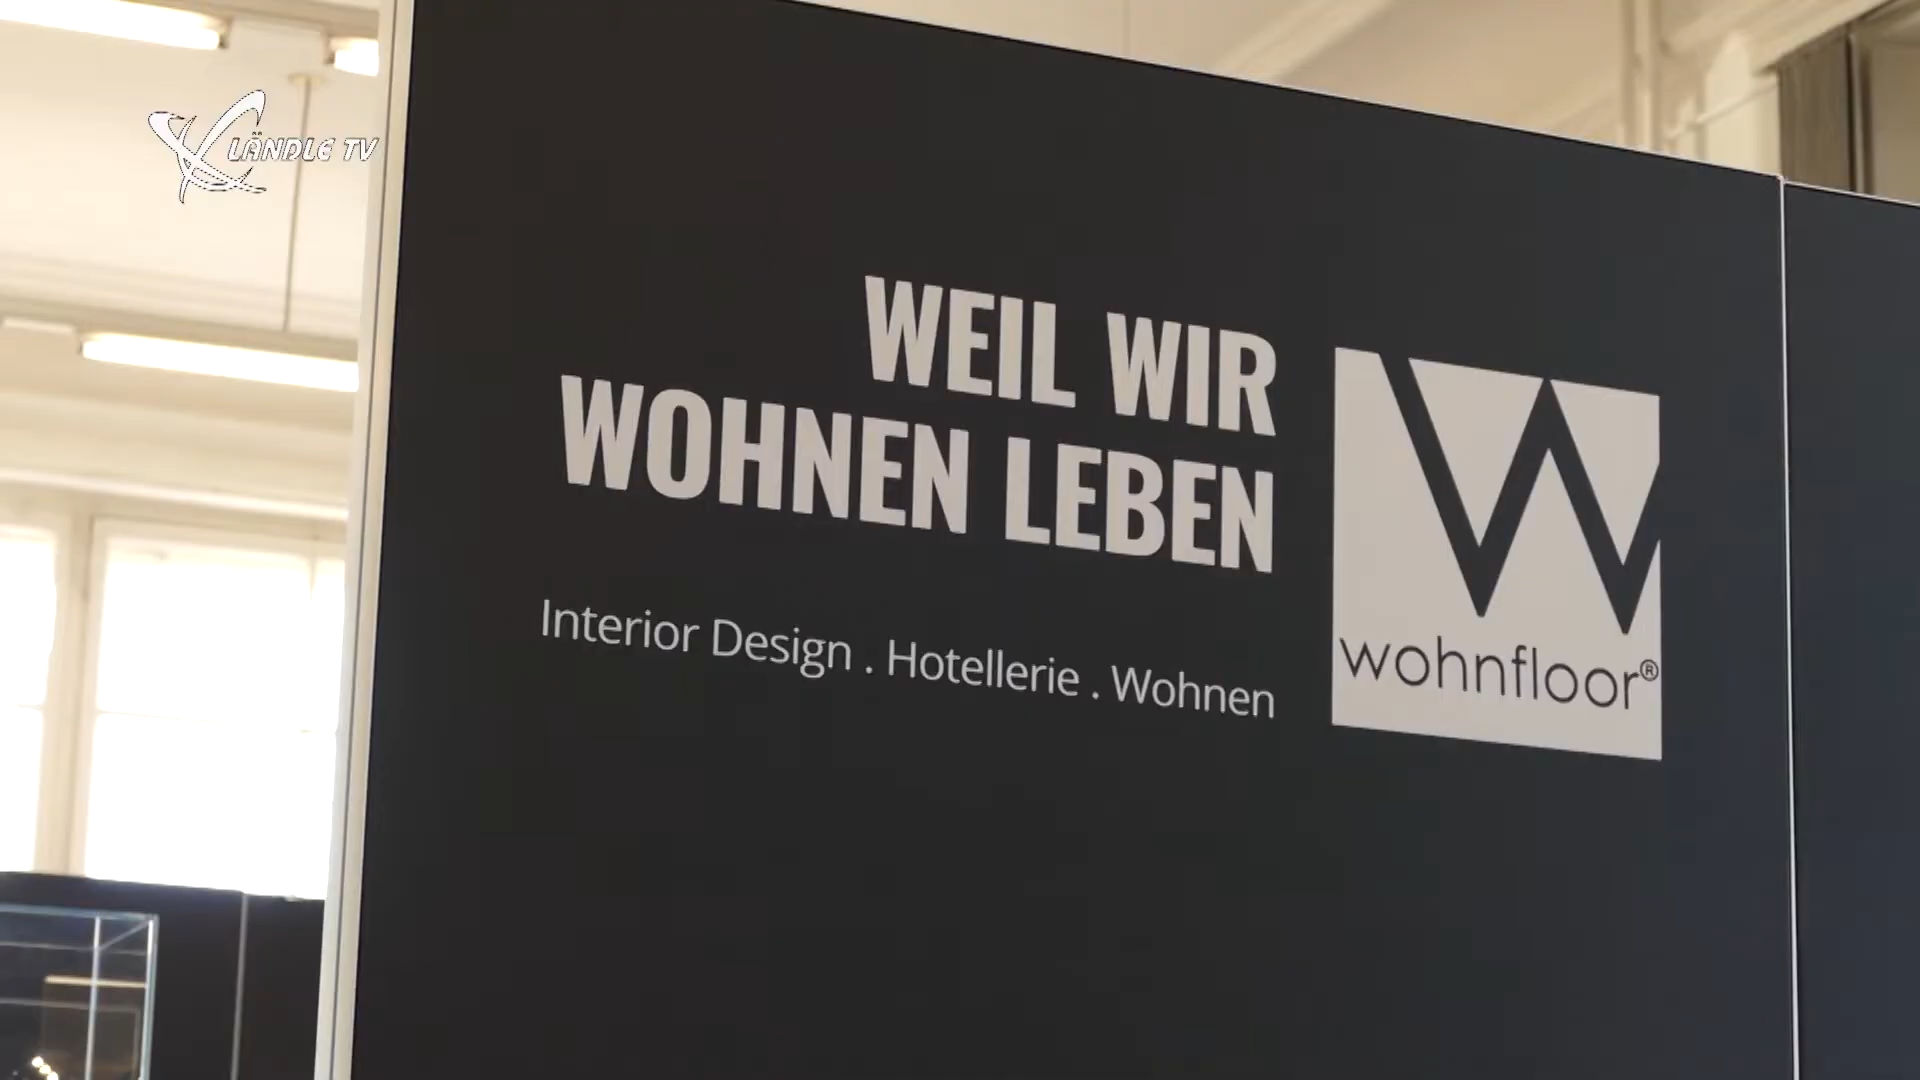 LÄNDLE TV
WEIL WIR
WOHNEN LEBEN
Interior Design . Hotellerie . Wohnen
wohnfloor®